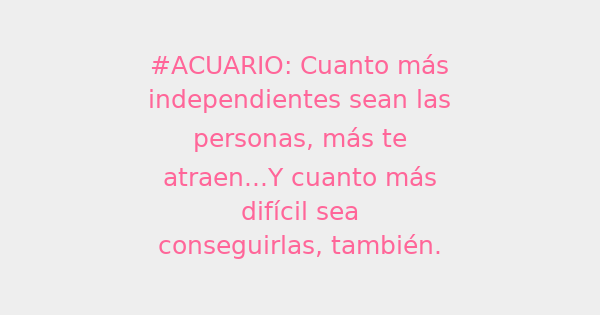 #ACUARIO: Cuanto más
independientes sean las
personas, más te
atraen...Y cuanto más
difícil sea
conseguirlas, también.